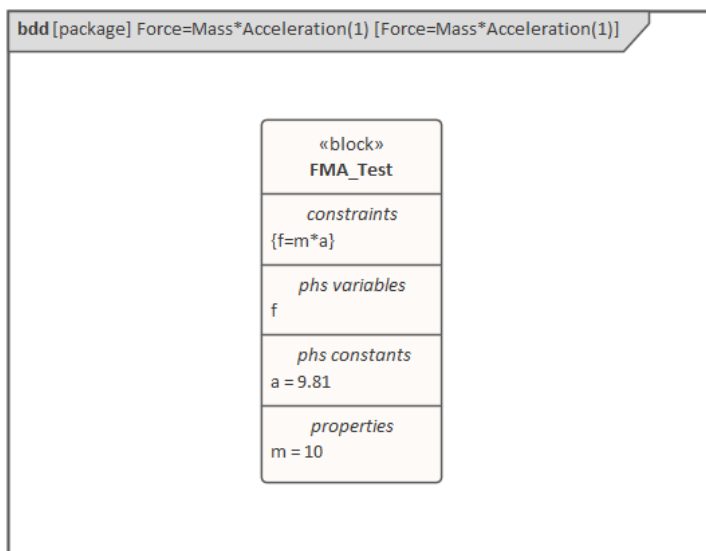 bdd [package] Force=Mass*Acceleration(1) [Force=Mass*Acceleration(1)]
«block»
FMA_Test
constraints
{f=m*a}
phs variables
f
phs constants
a = 9.81
properties
m = 10